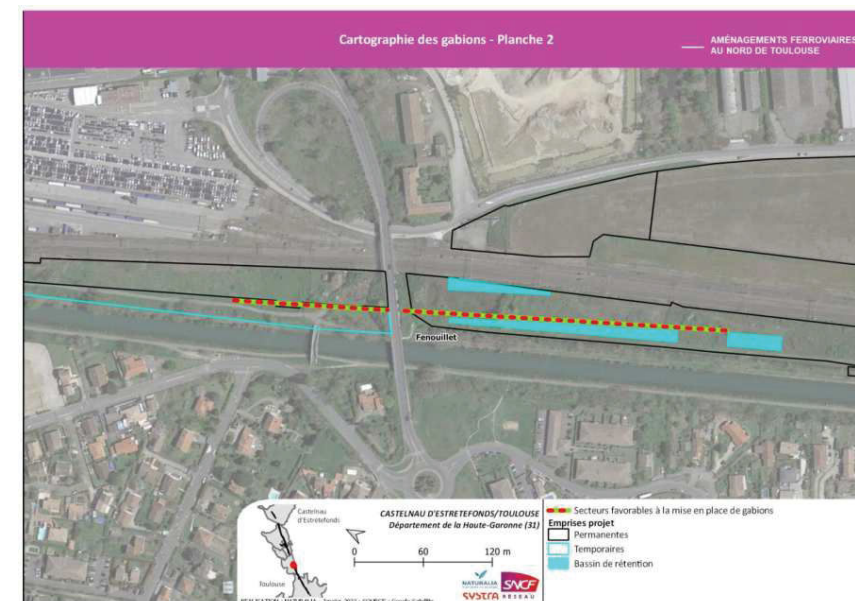 Cartographie des gabions - Planche 2
AMÉNAGEMENTS FERROVIAIRES
AU NORD DE TOULOUSE
Fenouillet
Castelnau
d'Estrétefonds
Toulouse
CASTELNAU D'ESTRETEFONDS/TOULOUSE
Département de la Haute-Garonne (31)
0 60 120 m
NATURALIA
SYSTRA
SNCF
RESEAU
Secteurs favorables à la mise en place de gabions
Emprises projet
Permanentes
Temporaires
Bassin de rétention